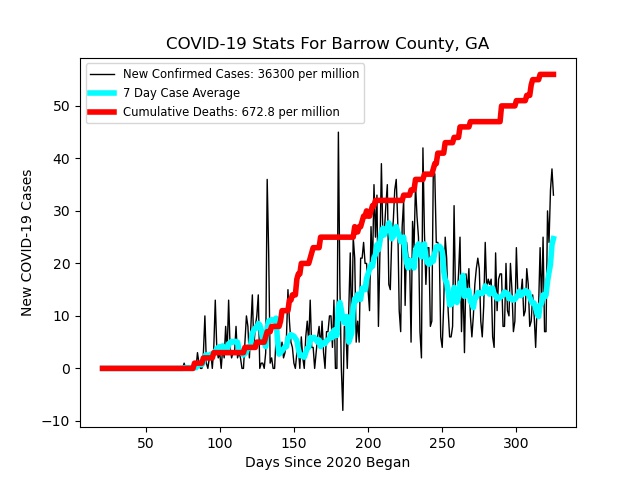 COVID-19 Stats For Barrow County, GA
New Confirmed Cases: 36300 per million
7 Day Case Average
Cumulative Deaths: 672.8 per million
New COVID-19 Cases
50
40
30
20
10
0
−10
50 100 150 200 250 300
Days Since 2020 Began